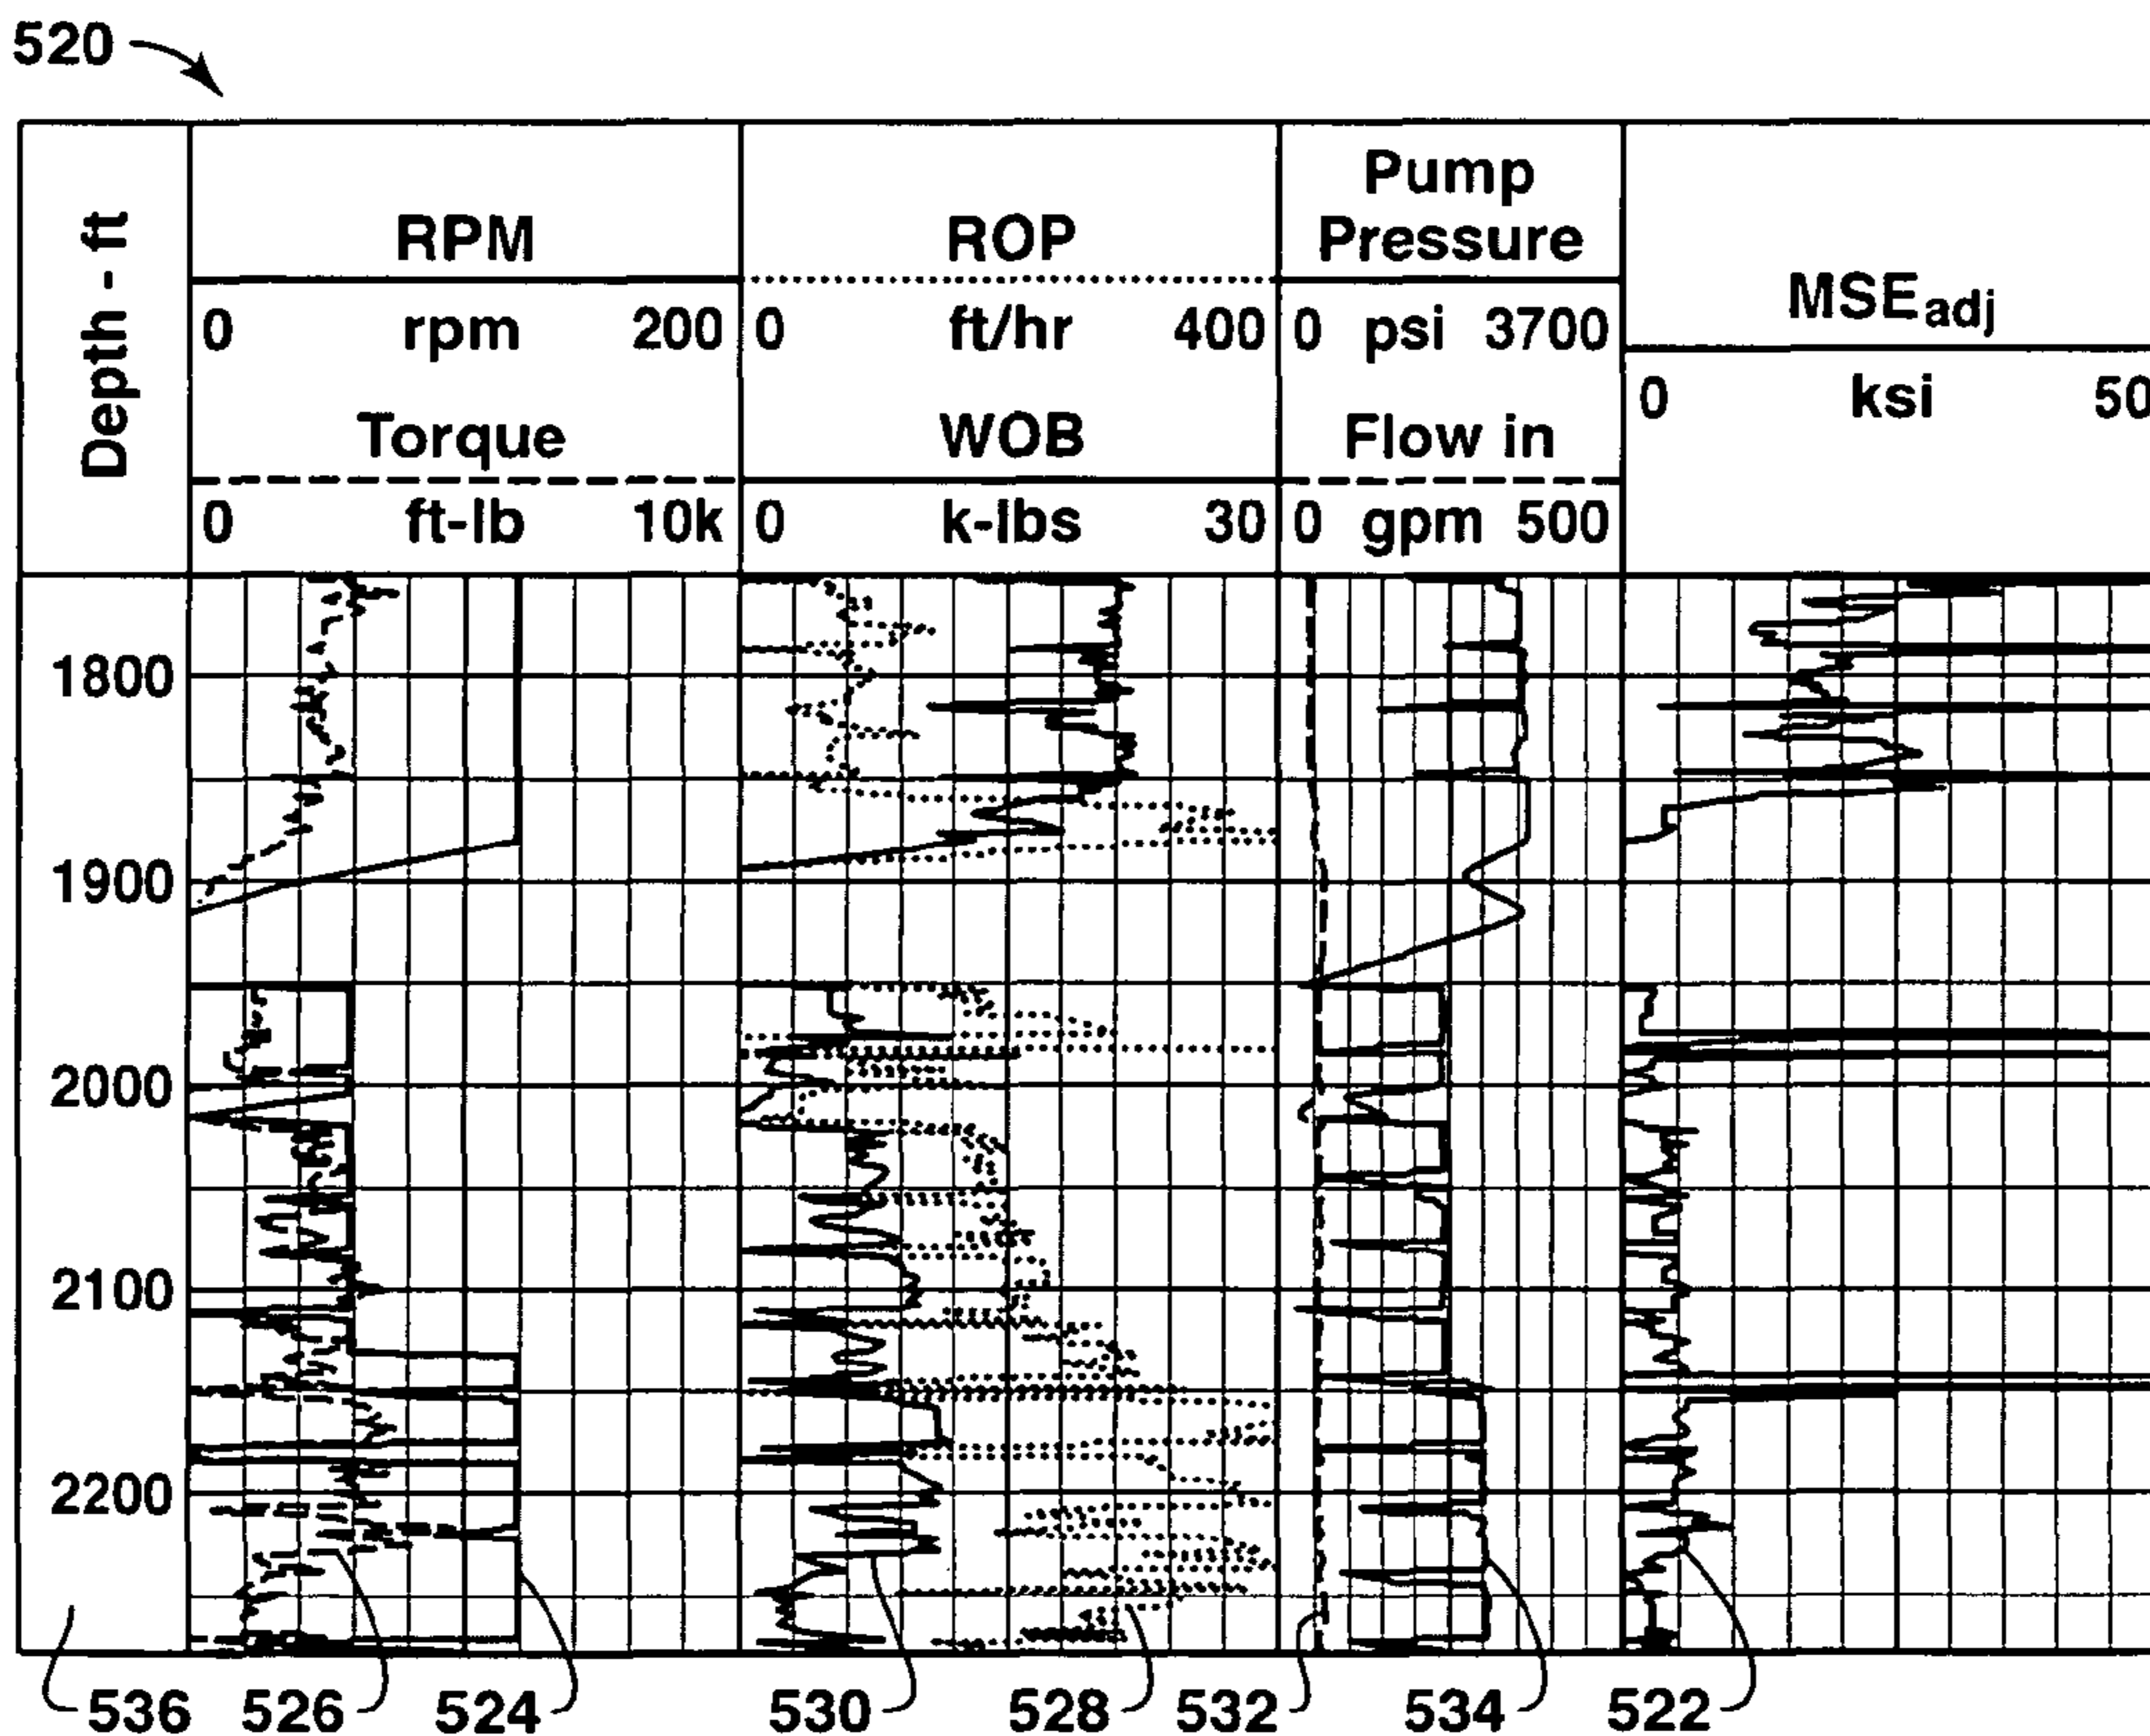 520
Depth - ft
RPM
0 rpm 200
Torque
0 ft-lb 10k
ROP
0 ft/hr 400
WOB
0 k-lbs 30
Pump
Pressure
0 psi 3700
Flow in
0 gpm 500
MSEadj
0 ksi 50
1800
1900
2000
2100
2200
536 526 524 530 528 532 534 522